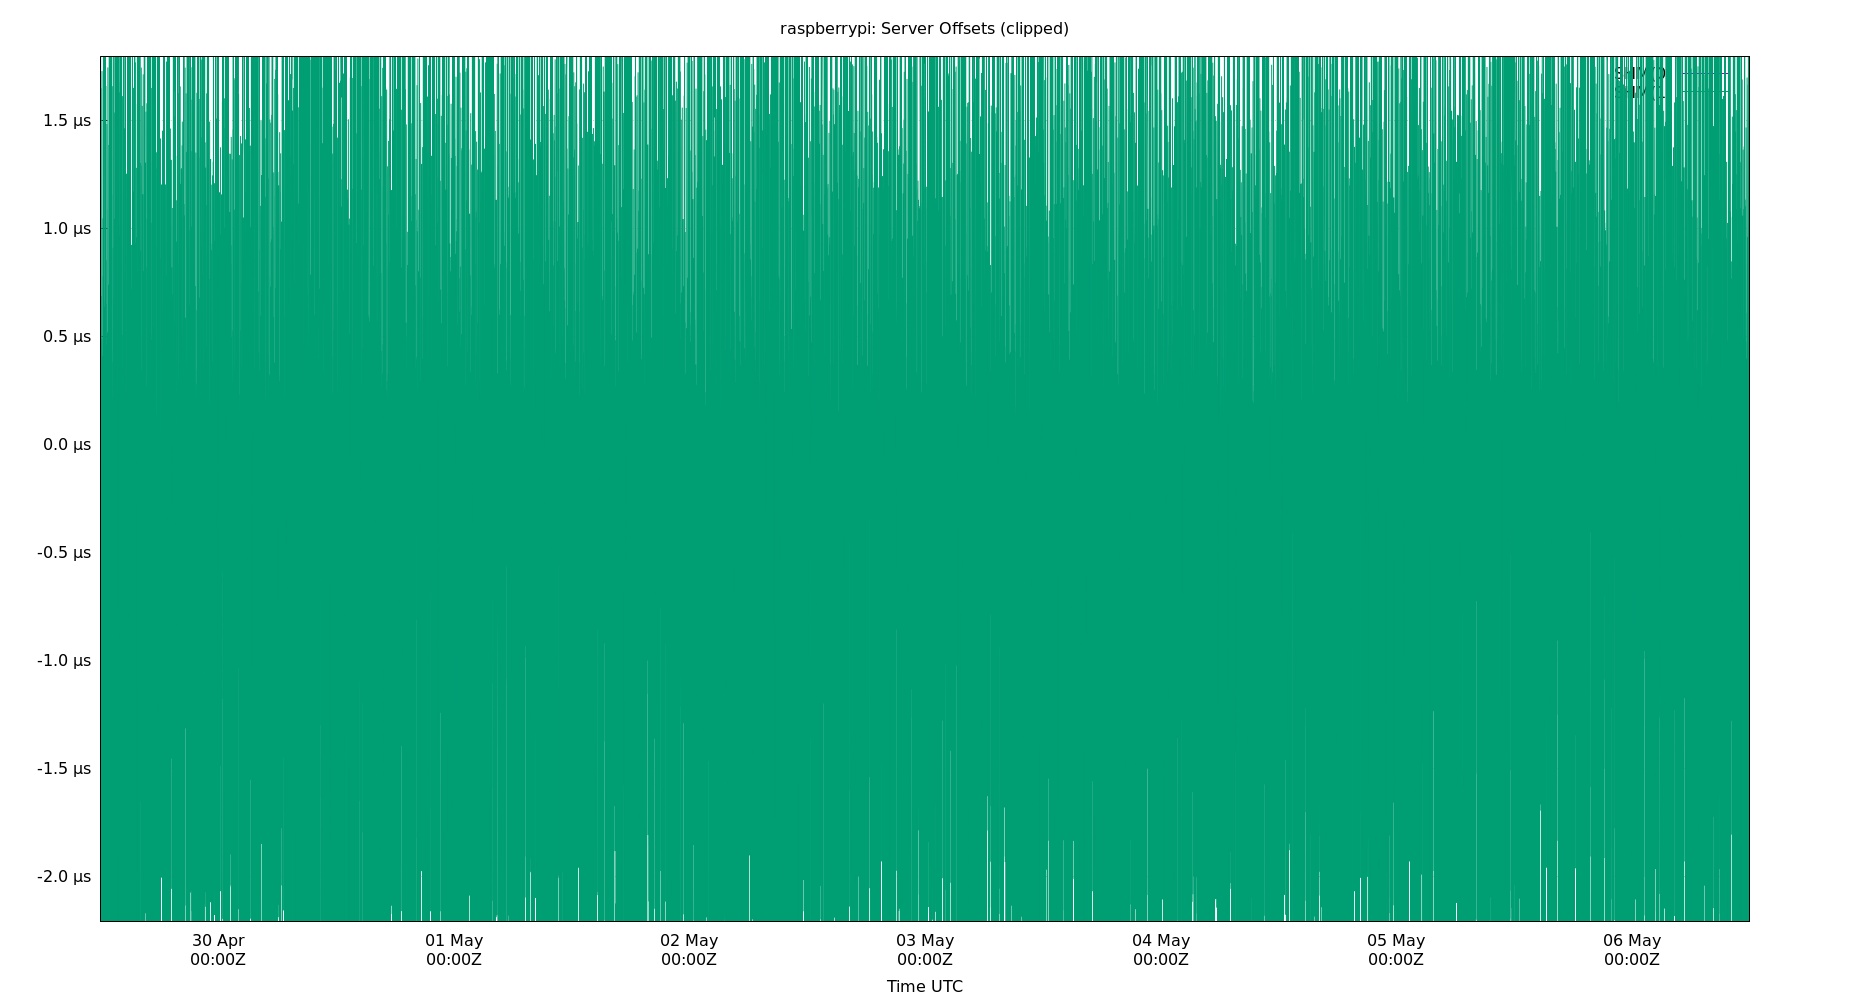 raspberrypi: Server Offsets (clipped)
1.5 µs
1.0 µs
0.5 µs
0.0 µs
-0.5 µs
-1.0 µs
-1.5 µs
-2.0 µs
30 Apr 01 May 02 May 03 May 04 May 05 May 06 May
00:00Z 00:00Z 00:00Z 00:00Z 00:00Z 00:00Z 00:00Z
Time UTC